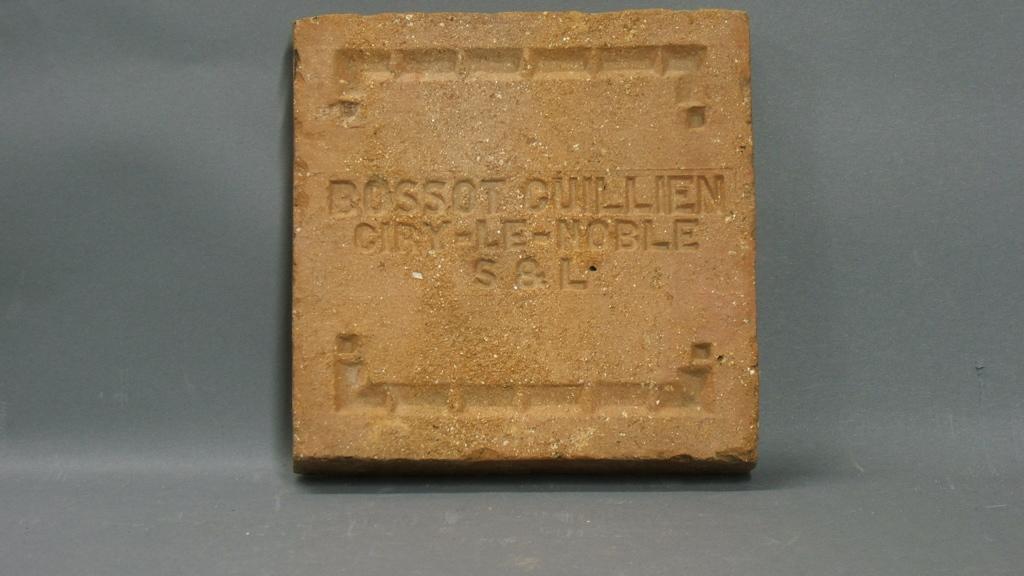 BOSSOT GUILLIEN
CIRY-LE-NOBLE
S & L